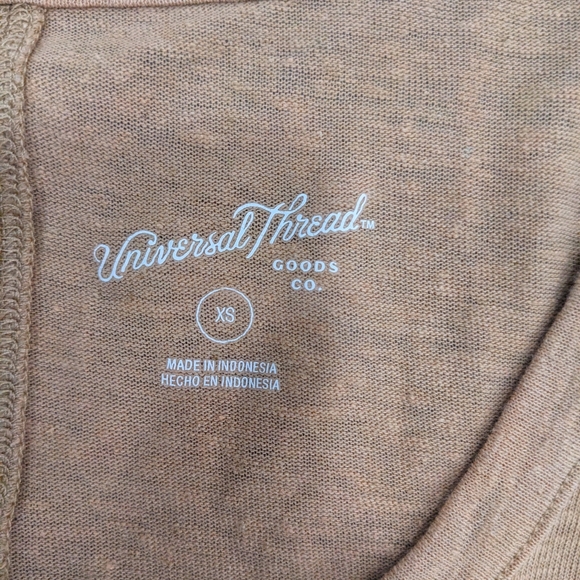 Universal Thread™
GOODS
CO.
XS
MADE IN INDONESIA
HECHO EN INDONESIA